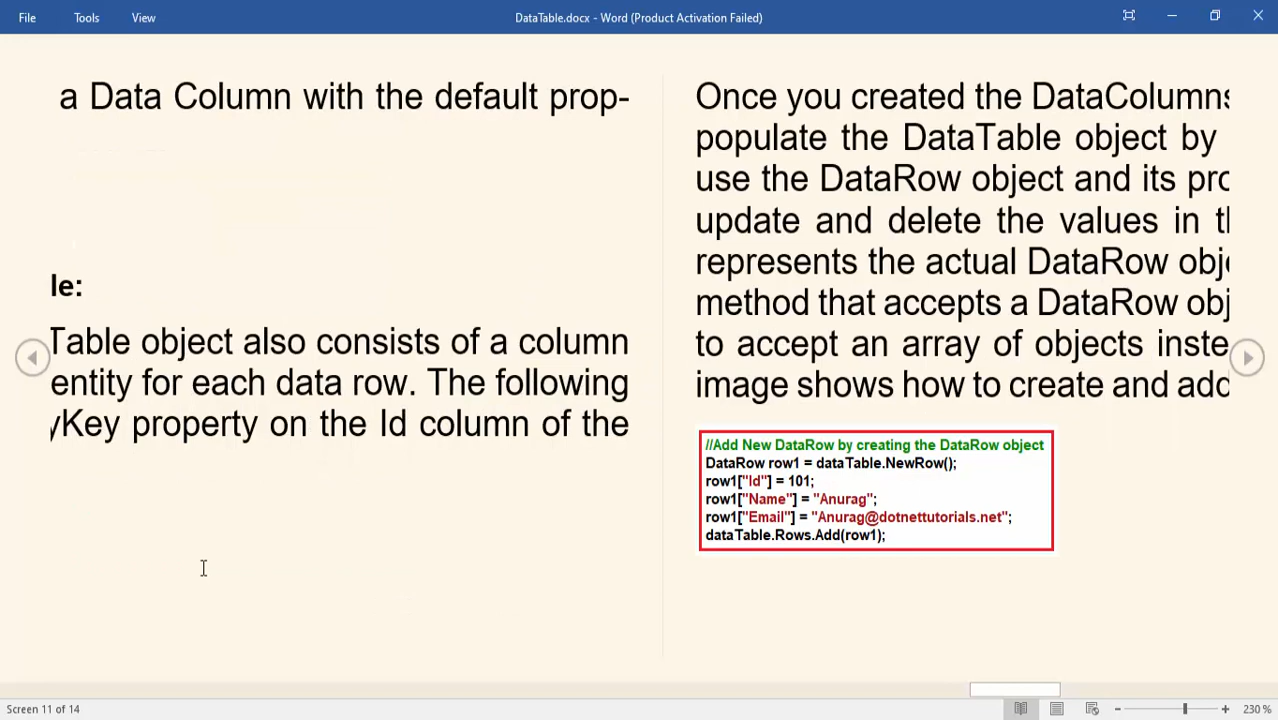 File
Tools
View
DataTable.docx - Word (Product Activation Failed)
a Data Column with the default prop-
le:
Table object also consists of a column
entity for each data row. The following
yKey property on the Id column of the
Once you created the DataColumns
populate the DataTable object by
use the DataRow object and its pro
update and delete the values in th
represents the actual DataRow obje
method that accepts a DataRow obj
to accept an array of objects inste
image shows how to create and add
//Add New DataRow by creating the DataRow object
DataRow row1 = dataTable.NewRow();
row1["Id"] = 101;
row1["Name"] = "Anurag";
row1["Email"] = "Anurag@dotnettutorials.net";
dataTable.Rows.Add(row1);
Screen 11 of 14
230 %